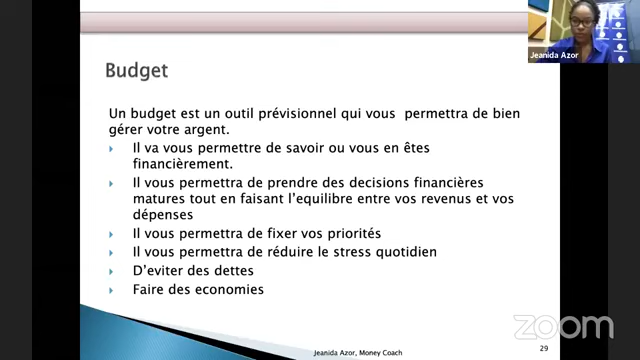 Jeanida Azor
Budget
Un budget est un outil prévisionnel qui vous permettra de bien
gérer votre argent.
Il va vous permettre de savoir ou vous en êtes
financièrement.
Il vous permettra de prendre des decisions financières
matures tout en faisant l'equilibre entre vos revenus et vos
dépenses
Il vous permettra de fixer vos priorités
Il vous permettra de réduire le stress quotidien
D'eviter des dettes
Faire des economies
zoom
29
Jeanida Azor, Money Coach